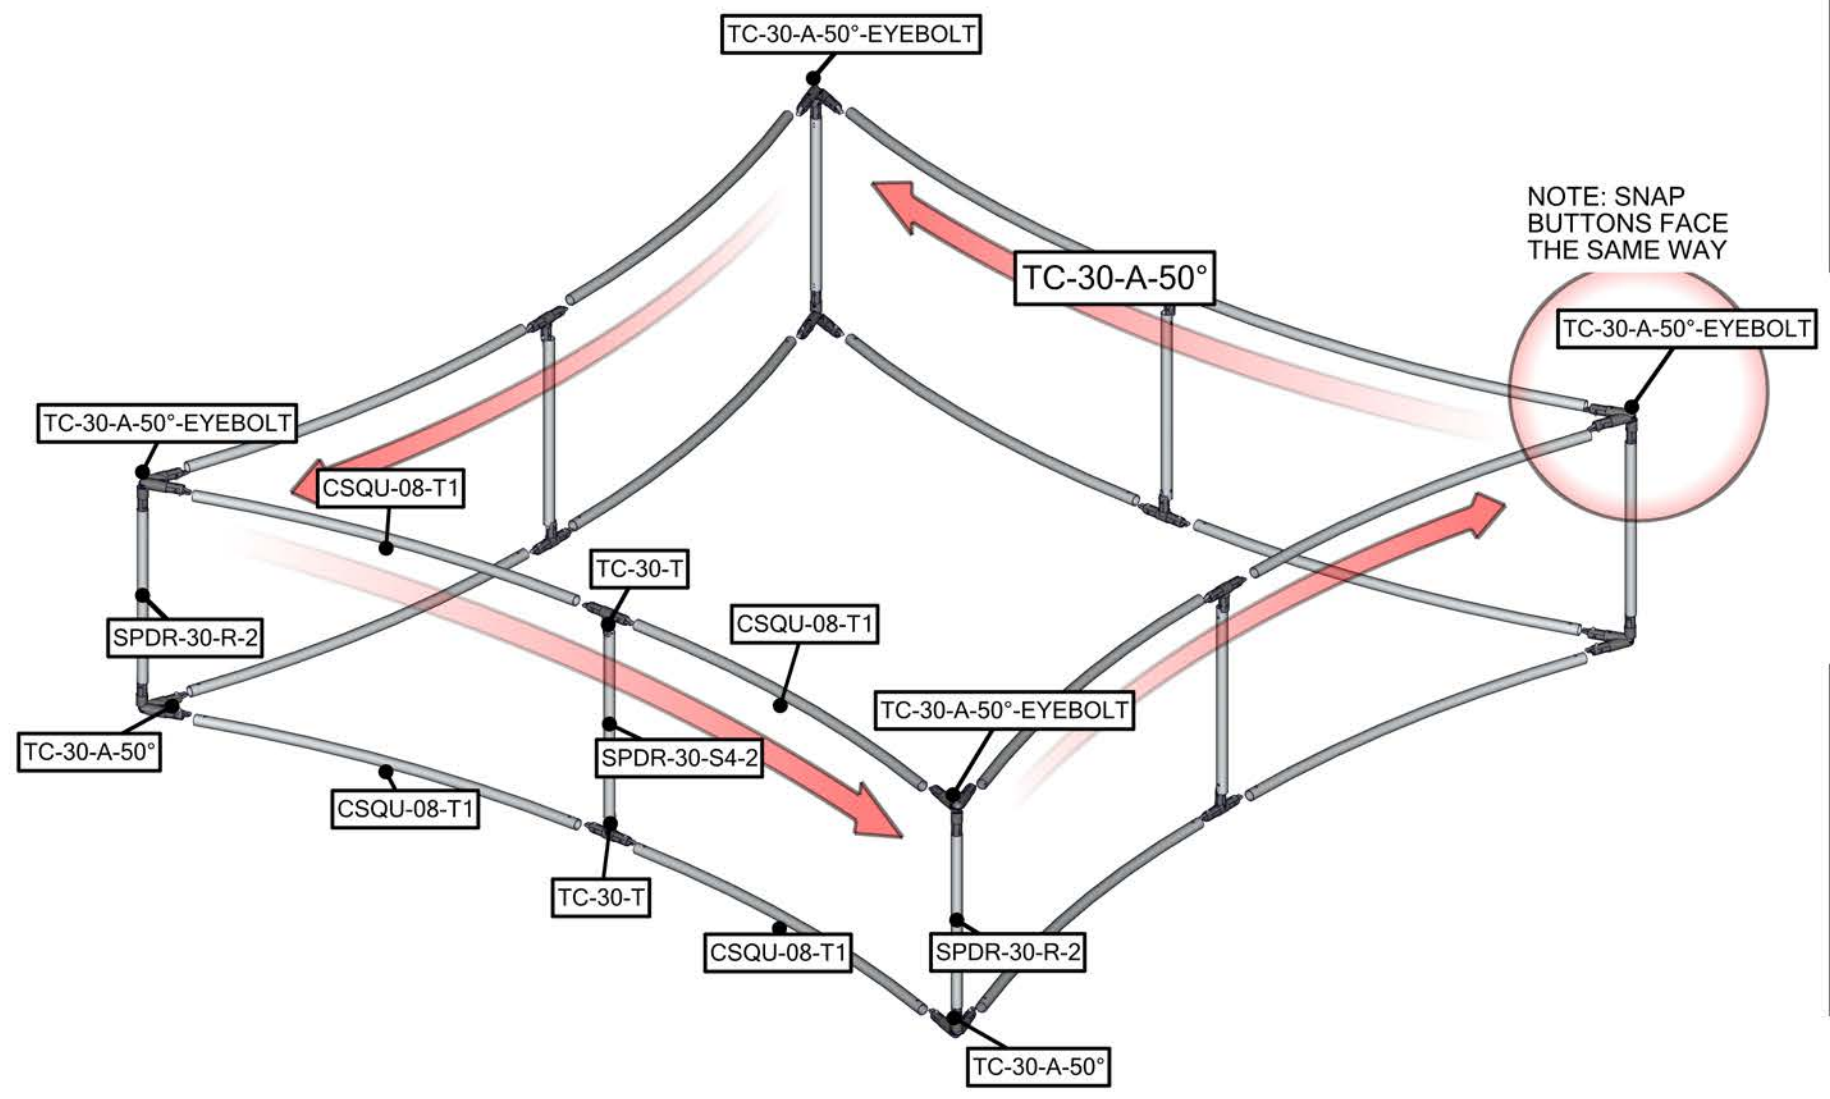 TC-30-A-50°-EYEBOLT
NOTE: SNAP
BUTTONS FACE
THE SAME WAY
TC-30-A-50°
TC-30-A-50°-EYEBOLT
TC-30-A-50°-EYEBOLT
CSQU-08-T1
TC-30-T
CSQU-08-T1
SPDR-30-R-2
TC-30-A-50°-EYEBOLT
TC-30-A-50°
SPDR-30-S4-2
CSQU-08-T1
TC-30-T
CSQU-08-T1
SPDR-30-R-2
TC-30-A-50°